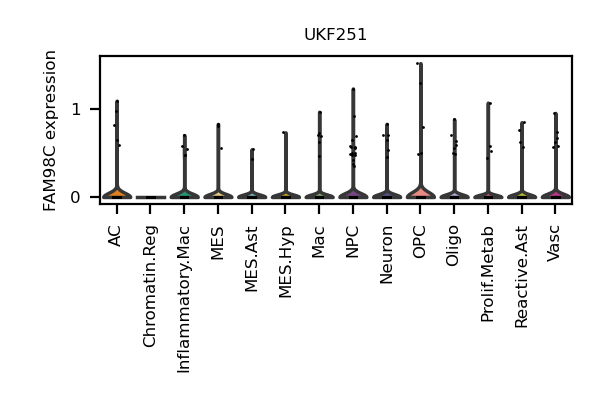 UKF251
FAM98C expression
1
0
AC
Chromatin.Reg
Inflammatory.Mac
MES
MES.Ast
MES.Hyp
Mac
NPC
Neuron
OPC
Oligo
Prolif.Metab
Reactive.Ast
Vasc